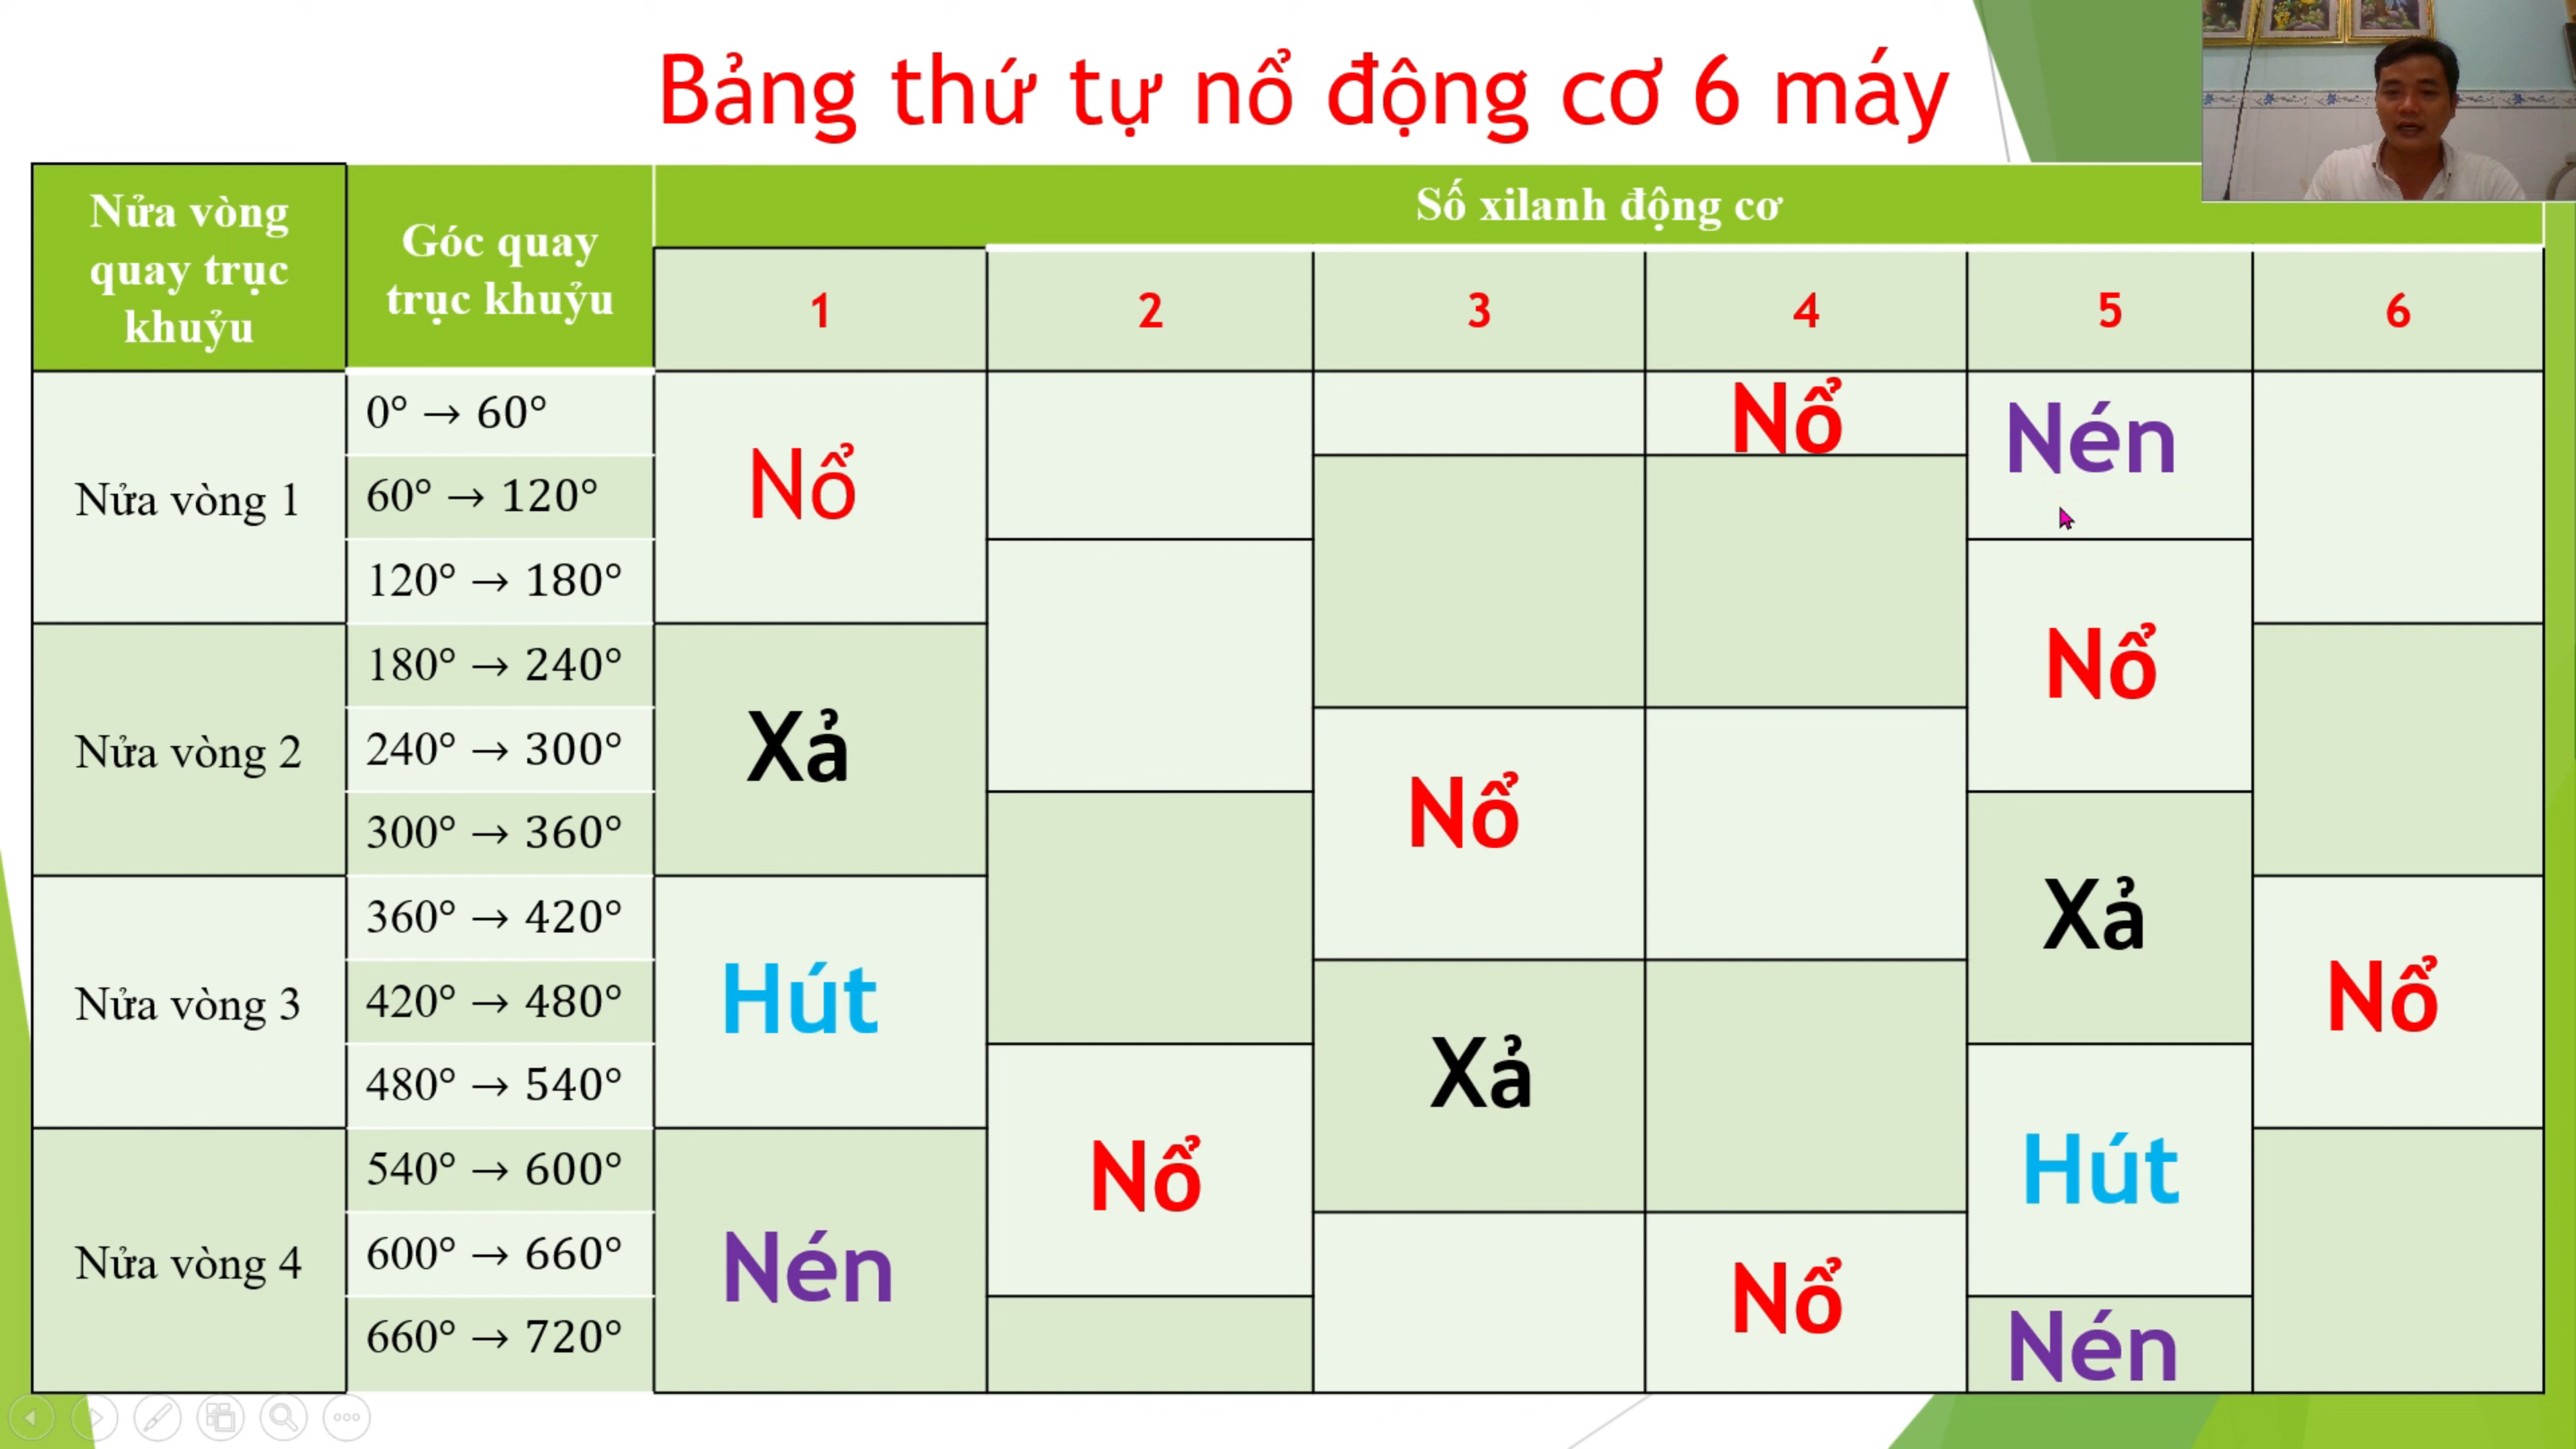 Bảng thứ tự nổ động cơ 6 máy
Nửa vòng
quay trục
khuỷu
Góc quay
trục khuỷu
Số xilanh động cơ
1 2 3 4 5 6
Nửa vòng 1
0° → 60°
60° → 120°
120° → 180°
Nổ
Nổ
Nén
Nửa vòng 2
180° → 240°
240° → 300°
300° → 360°
Xả
Nổ
Nổ
Nửa vòng 3
360° → 420°
420° → 480°
480° → 540°
Hút
Xả
Xả
Nổ
Nửa vòng 4
540° → 600°
600° → 660°
660° → 720°
Nén
Nổ
Nổ
Hút
Nén